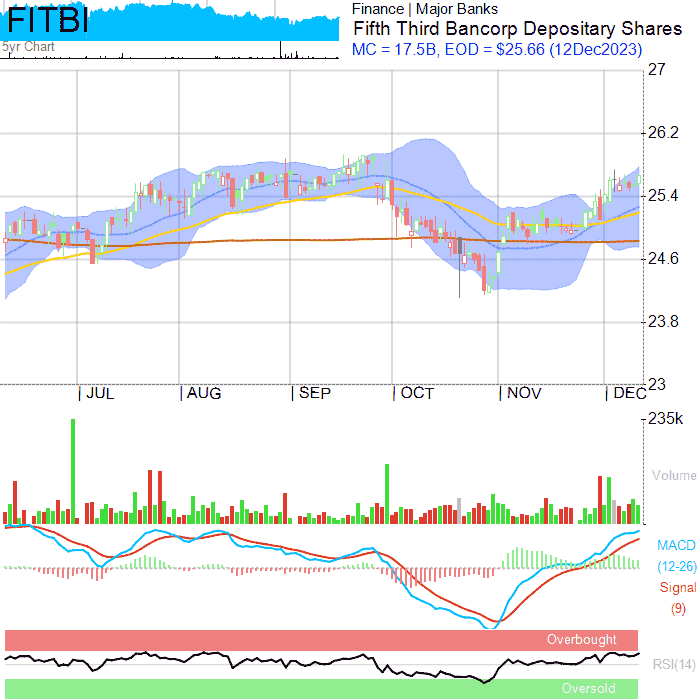 FITBI
5yr Chart
Finance | Major Banks
Fifth Third Bancorp Depositary Shares
MC = 17.5B, EOD = $25.66 (12Dec2023)
27
26.2
25.4
24.6
23.8
23
JUL AUG SEP OCT NOV DEC
235k
Volume
MACD
(12-26)
Signal
(9)
Overbought
RSI(14)
Oversold